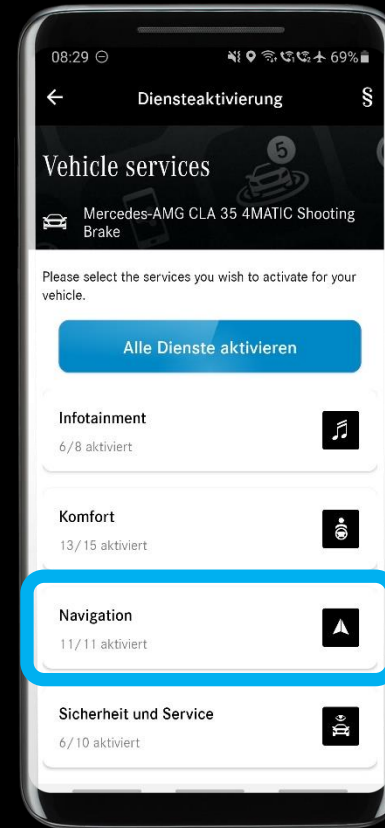 08:29 69%
Diensteaktivierung §
Vehicle services
5
Mercedes-AMG CLA 35 4MATIC Shooting
Brake
Please select the services you wish to activate for your
vehicle.
Alle Dienste aktivieren
Infotainment
6/8 aktiviert
Komfort
13/15 aktiviert
Navigation
11/11 aktiviert
Sicherheit und Service
6/10 aktiviert